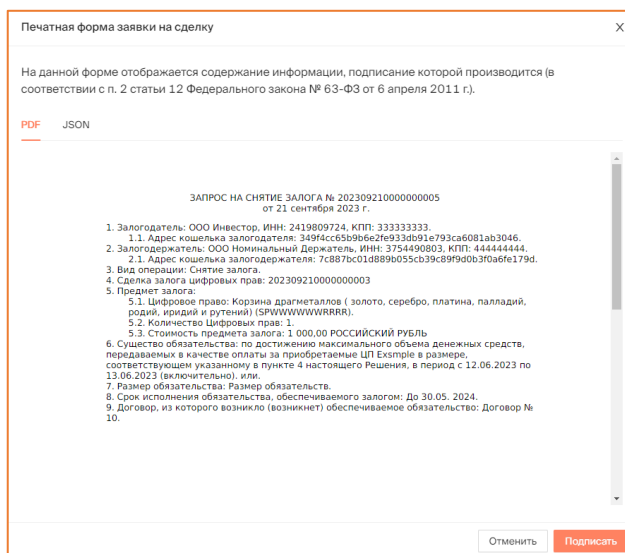 Печатная форма заявки на сделку
X
На данной форме отображается содержание информации, подписание которой производится (в
соответствии с п. 2 статьи 12 Федерального закона № 63-ФЗ от 6 апреля 2011 г.).
PDF JSON
ЗАПРОС НА СНЯТИЕ ЗАЛОГА № 202309210000000005
от 21 сентября 2023 г.
1. Залогодатель: ООО Инвестор, ИНН: 2419809724, КПП: 333333333.
1.1. Адрес кошелька залогодателя: 349f4cc65b9b6e2fe933db91e793ca6081ab3046.
2. Залогодержатель: ООО Номинальный Держатель, ИНН: 3754490803, КПП: 444444444.
2.1. Адрес кошелька залогодержателя: 7c887bc01d889b055cb39c89f9d0b3f0a6fe179d.
3. Вид операции: Снятие залога.
4. Сделка залога цифровых прав: 202309210000000003
5. Предмет залога:
5.1. Цифровое право: Корзина драгметаллов ( золото, серебро, платина, палладий,
родий, иридий и рутений) (SPWWWWWRRRR).
5.2. Количество Цифровых прав: 1.
5.3. Стоимость предмета залога: 1 000,00 РОССИЙСКИЙ РУБЛЬ
6. Существо обязательства: по достижению максимального объема денежных средств,
передаваемых в качестве оплаты за приобретаемые ЦП Exsmple в размере,
соответствующем указанному в пункте 4 настоящего Решения, в период с 12.06.2023 по
13.06.2023 (включительно). или.
7. Размер обязательства: Размер обязательств.
8. Срок исполнения обязательства, обеспечиваемого залогом: До 30.05. 2024.
9. Договор, из которого возникло (возникнет) обеспечиваемое обязательство: Договор №
10.
Отменить Подписать